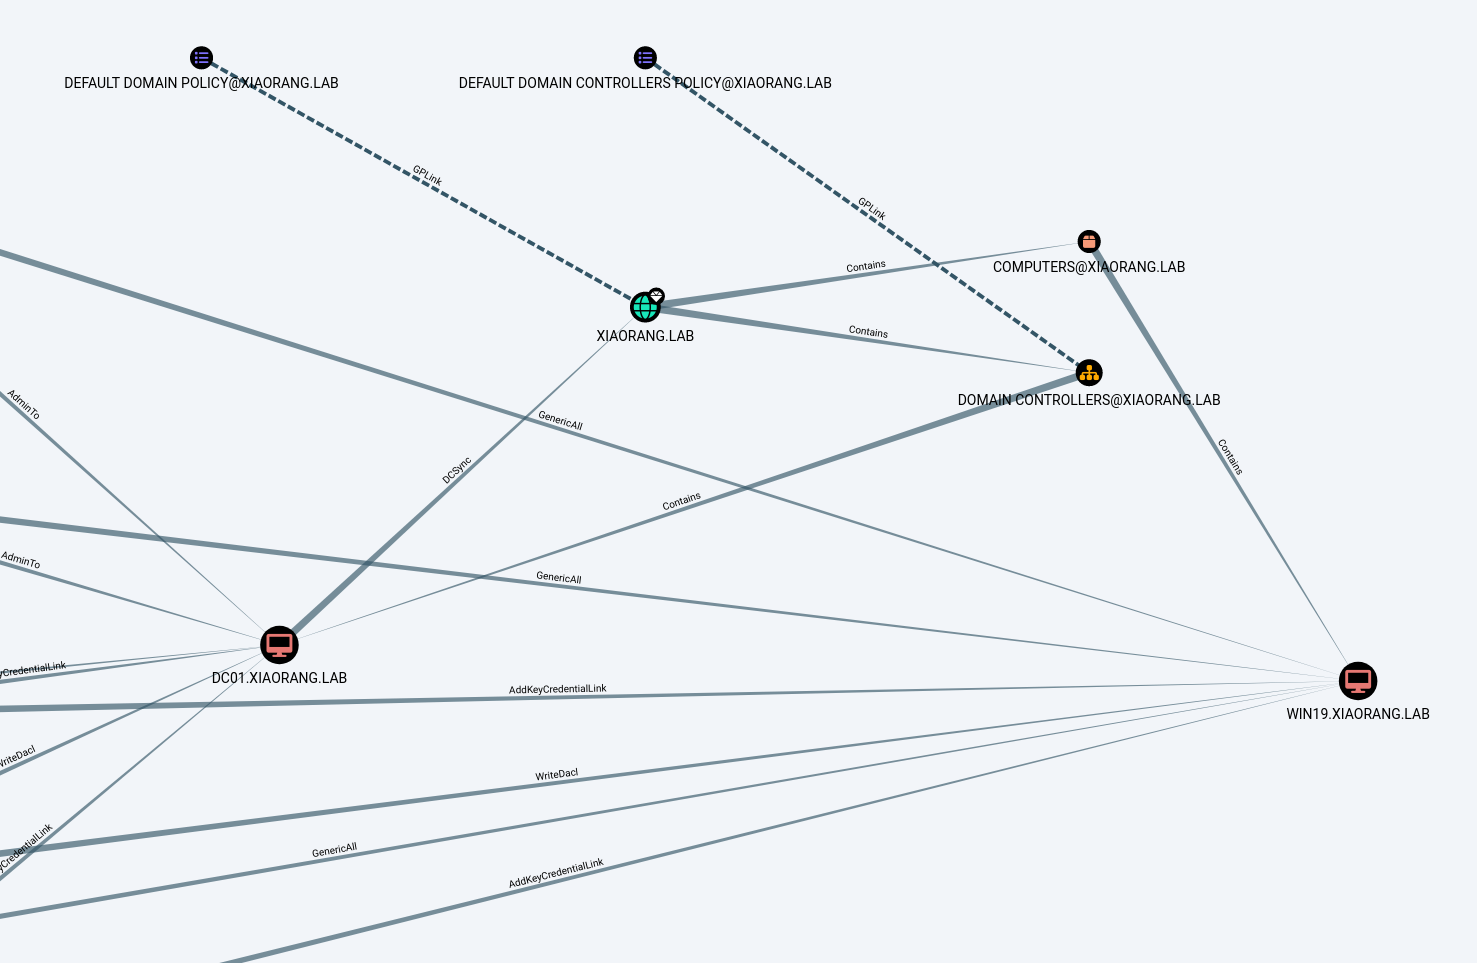 DEFAULT DOMAIN POLICY@XIAORANG.LAB
DEFAULT DOMAIN CONTROLLERS POLICY@XIAORANG.LAB
GPLink
GPLink
Contains
COMPUTERS@XIAORANG.LAB
XIAORANG.LAB
Contains
DOMAIN CONTROLLERS@XIAORANG.LAB
AdminTo
GenericAll
Contains
DCSync
Contains
AdminTo
GenericAll
yCredentialLink
DC01.XIAORANG.LAB
AddKeyCredentialLink
WIN19.XIAORANG.LAB
WriteDacl
WriteDacl
yCredentialLink
GenericAll
AddKeyCredentialLink